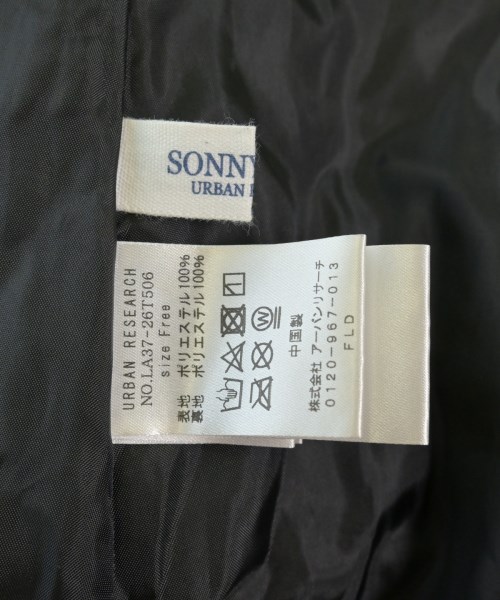 SONNY
URBAN
URBAN RESEARCH
NO.LA37-26T506
size Free
表地 ポリエステル100%
裏地 ポリエステル100%
中国製
株式会社 アーバンリサーチ
0120-967-013
FLD